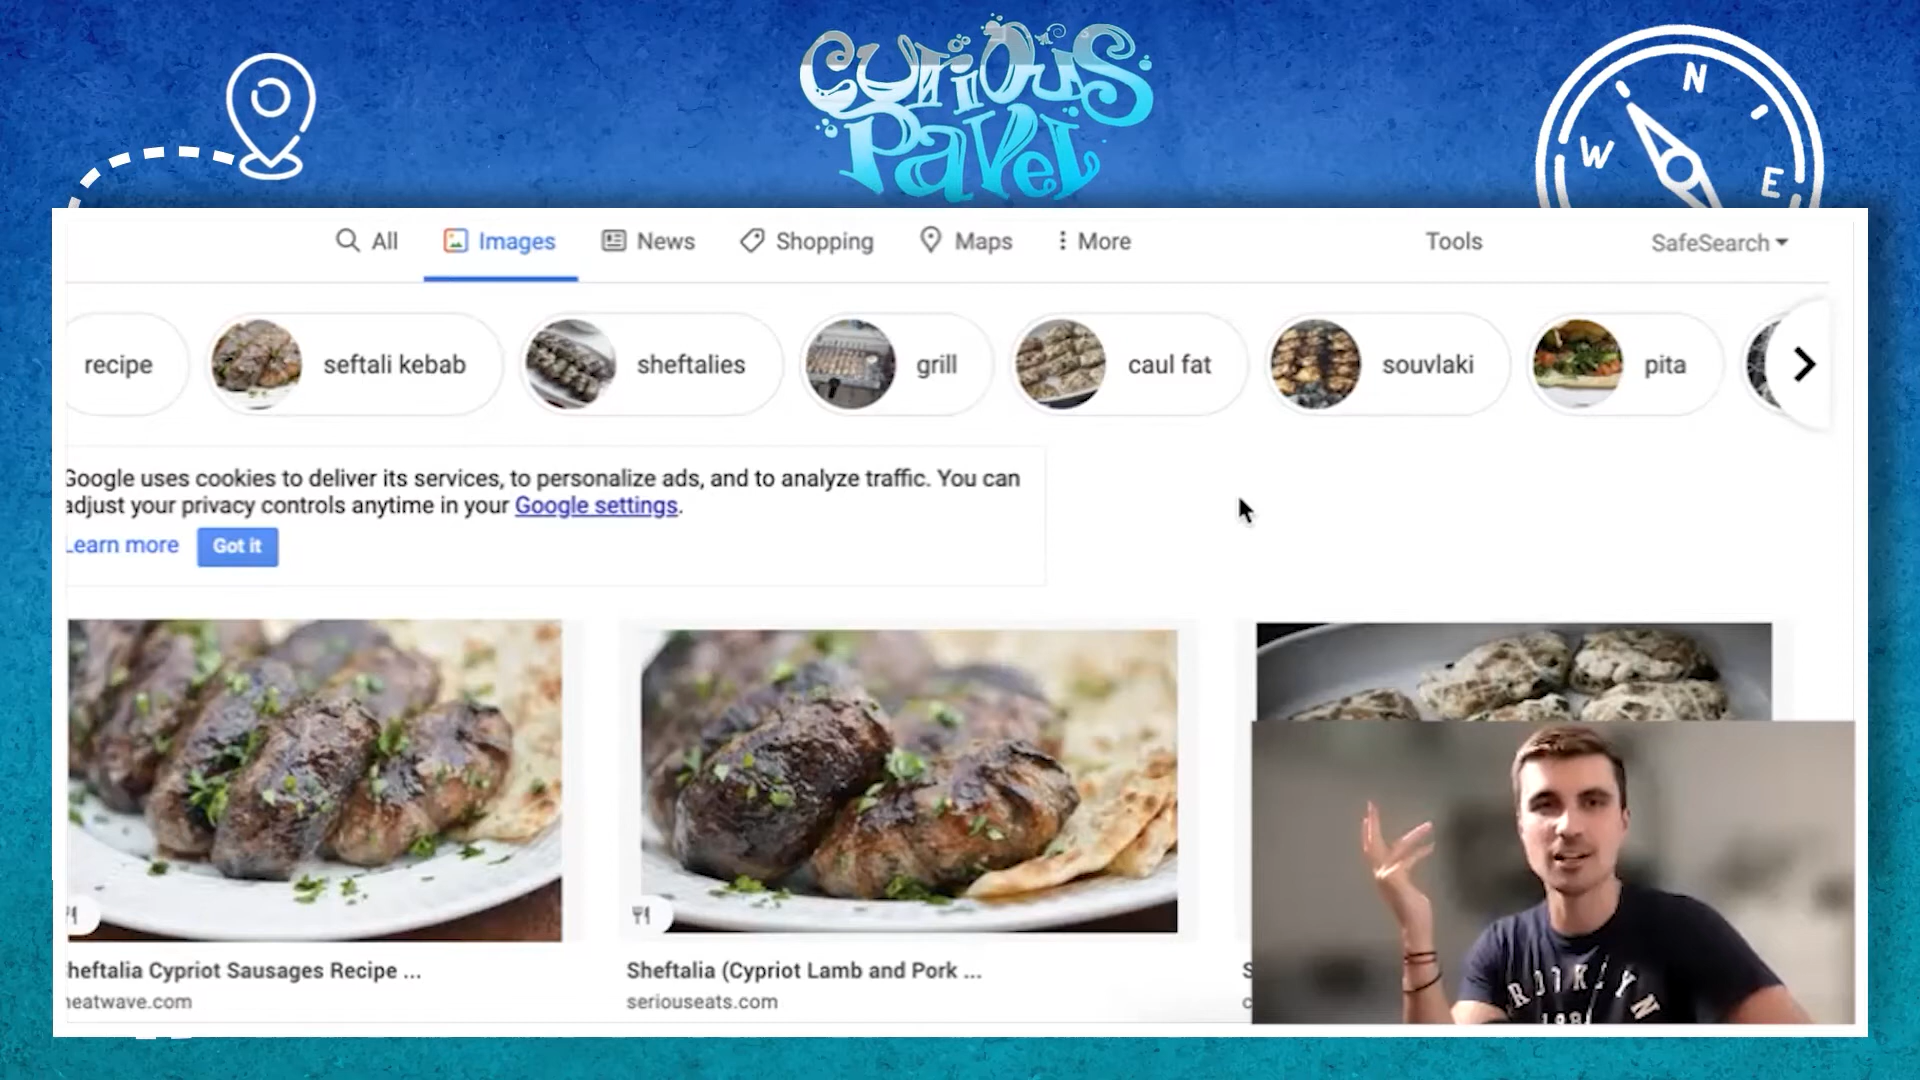 Curious
Pavel
N
W
E
All
Images
News
Shopping
Maps
More
Tools
SafeSearch
recipe
seftali kebab
sheftalies
grill
caul fat
souvlaki
pita
Google uses cookies to deliver its services, to personalize ads, and to analyze traffic. You can
adjust your privacy controls anytime in your Google settings.
Learn more
Got it
heftalia Cypriot Sausages Recipe ...
eatwave.com
Sheftalia (Cypriot Lamb and Pork ...
seriouseats.com
S
c
ROOKLYN
198